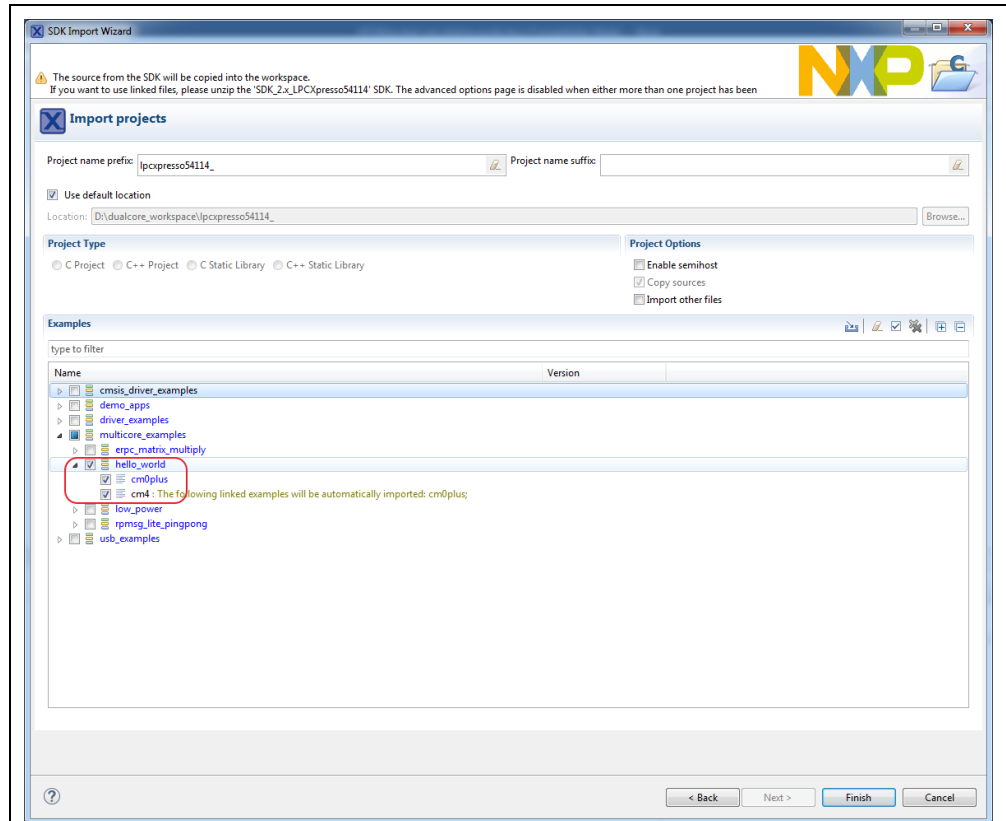 SDK Import Wizard
The source from the SDK will be copied into the workspace.
If you want to use linked files, please unzip the 'SDK_2.x_LPCXpresso54114' SDK. The advanced options page is disabled when either more than one project has been
NXP
C
Import projects
Project name prefix: lpcxpresso54114_ Project name suffix:
Use default location
Location: D:\dualcore_workspace\lpcxpresso54114_ Browse...
Project Type Project Options
C Project C++ Project C Static Library C++ Static Library Enable semihost
Copy sources
Import other files
Examples
type to filter
Name Version
cmsis_driver_examples
demo_apps
driver_examples
multicore_examples
erpc_matrix_multiply
hello_world
cm0plus
cm4 : The following linked examples will be automatically imported: cm0plus;
low_power
rpmsg_lite_pingpong
usb_examples
? < Back Next > Finish Cancel